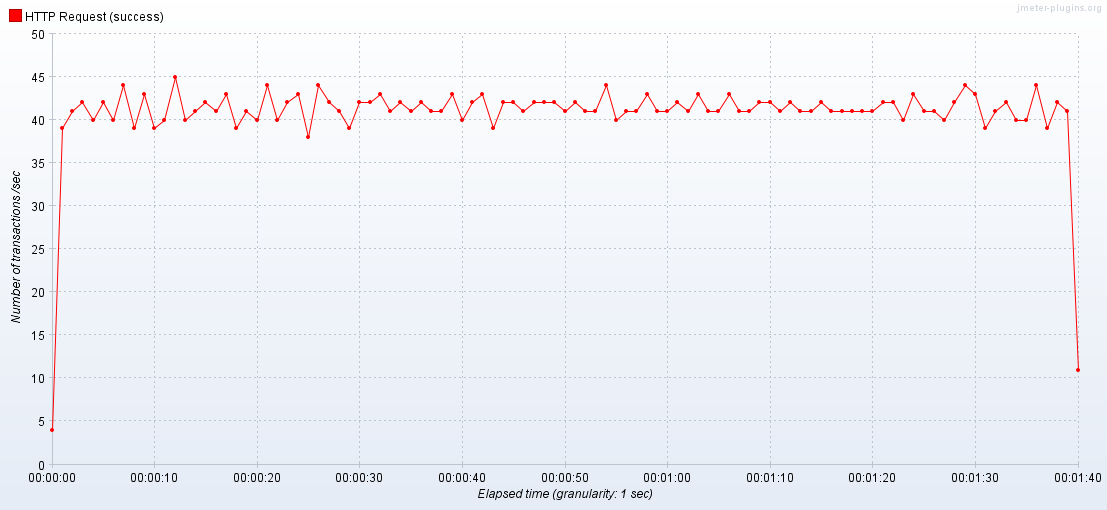 jmeter-plugins.org
HTTP Request (success)
50
45
40
35
30
25
20
15
10
5
0
Number of transactions /sec
00:00:00 00:00:10 00:00:20 00:00:30 00:00:40 00:00:50 00:01:00 00:01:10 00:01:20 00:01:30 00:01:40
Elapsed time (granularity: 1 sec)